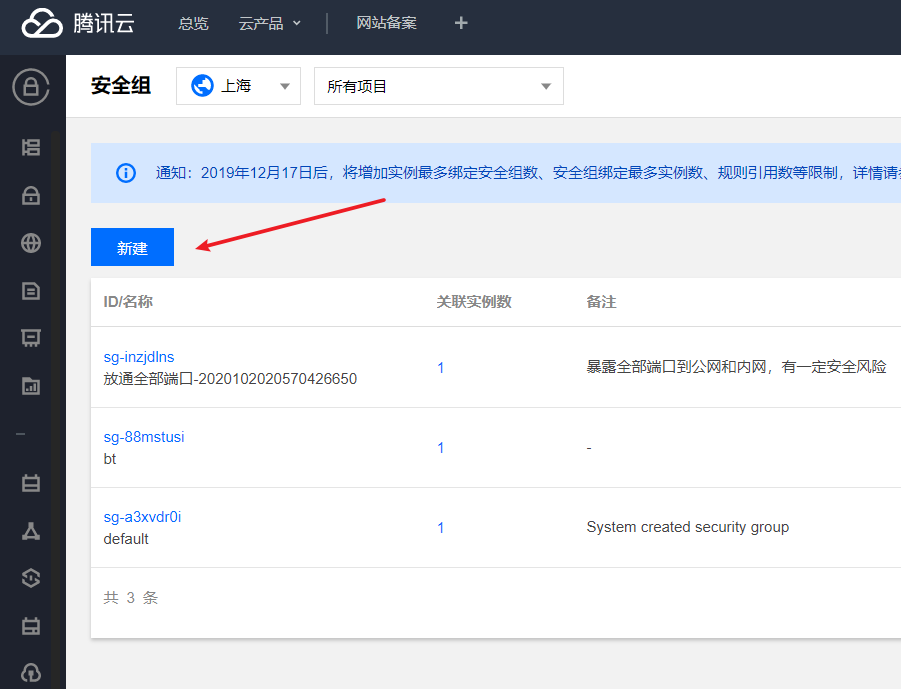 腾讯云 总览 云产品 网站备案 +
安全组 上海 所有项目
通知：2019年12月17日后，将增加实例最多绑定安全组数、安全组绑定最多实例数、规则引用数等限制，详情请
新建
ID/名称 关联实例数 备注
sg-inzjdlns
放通全部端口-2020102020570426650 1 暴露全部端口到公网和内网，有一定安全风险
sg-88mstusi
bt 1 -
sg-a3xvdr0i
default 1 System created security group
共 3 条